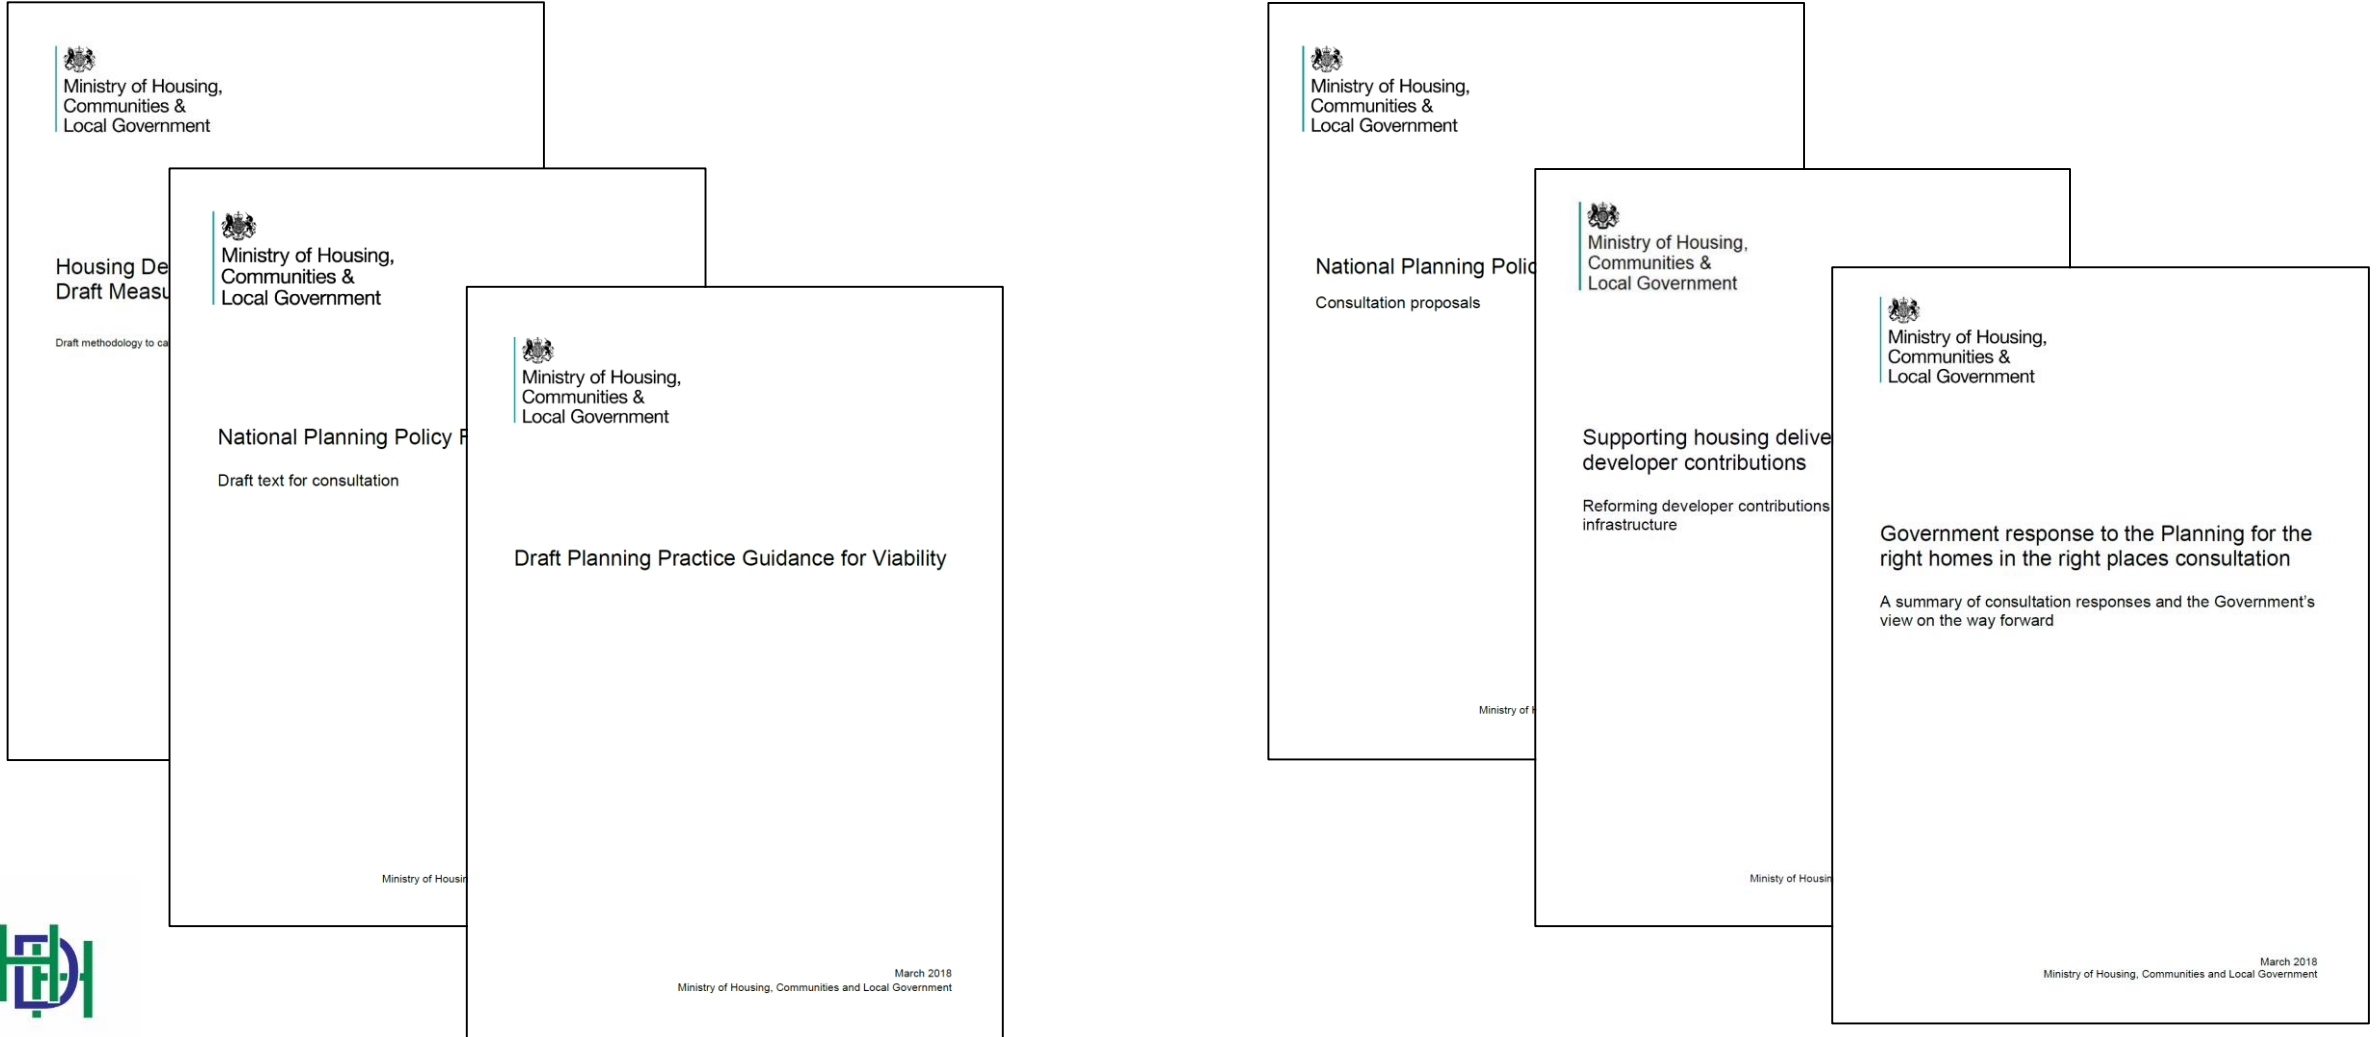 Ministry of Housing,
Communities &
Local Government
Housing De
Draft Measu
Draft methodology to ca
Ministry of Housing,
Communities &
Local Government
National Planning Policy F
Draft text for consultation
Ministry of Housin
Ministry of Housing,
Communities &
Local Government
Draft Planning Practice Guidance for Viability
March 2018
Ministry of Housing, Communities and Local Government
Ministry of Housing,
Communities &
Local Government
National Planning Polic
Consultation proposals
Ministry of H
Ministry of Housing,
Communities &
Local Government
Supporting housing delive
developer contributions
Reforming developer contributions
infrastructure
Ministy of Housin
Ministry of Housing,
Communities &
Local Government
Government response to the Planning for the
right homes in the right places consultation
A summary of consultation responses and the Government's
view on the way forward
March 2018
Ministry of Housing, Communities and Local Government
HDH